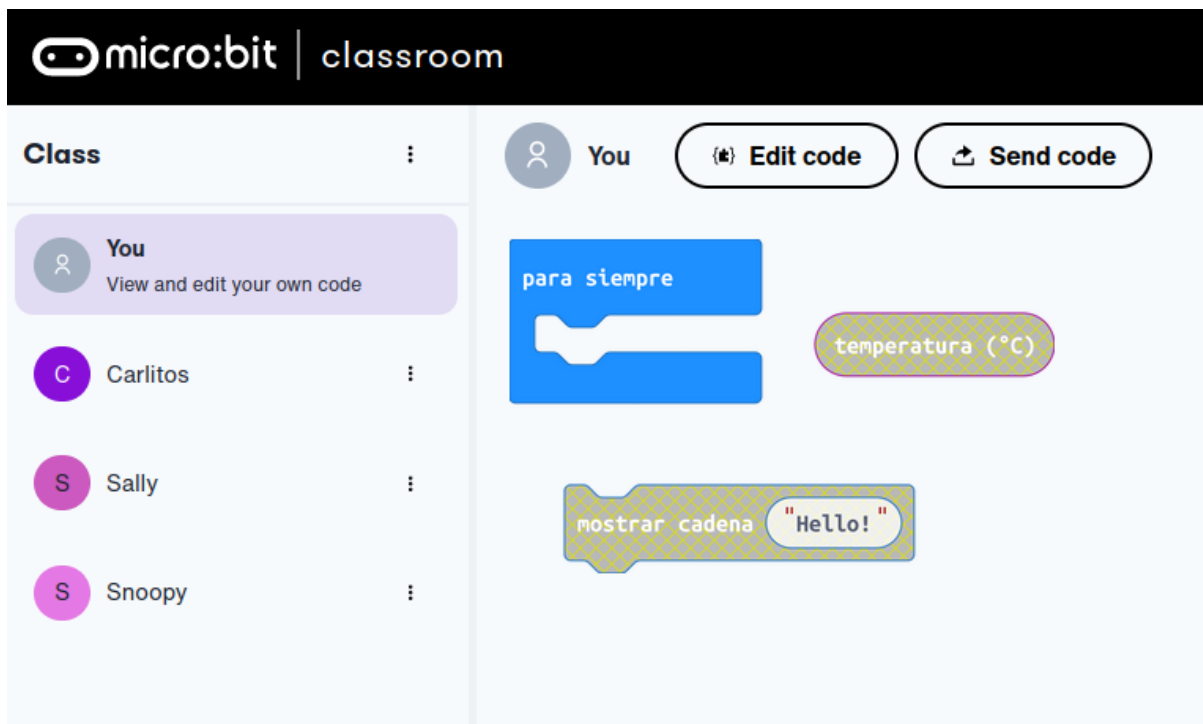 micro:bit | classroom
Class
You
View and edit your own code
C Carlitos
S Sally
S Snoopy
You Edit code Send code
para siempre
temperatura (°C)
mostrar cadena "Hello!"